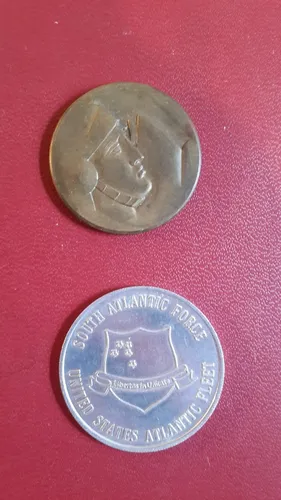 SOUTH ATLANTIC FORCE
UNITED STATES ATLANTIC FLEET